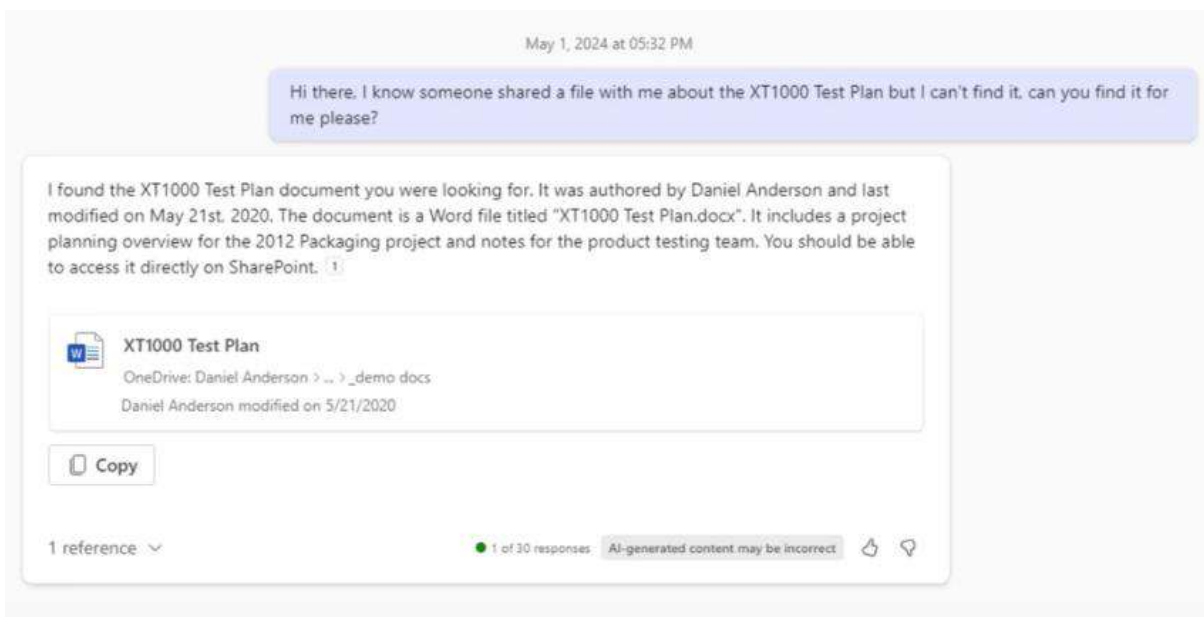 May 1, 2024 at 05:32 PM
Hi there, I know someone shared a file with me about the XT1000 Test Plan but I can't find it, can you find it for
me please?
I found the XT1000 Test Plan document you were looking for. It was authored by Daniel Anderson and last
modified on May 21st, 2020. The document is a Word file titled "XT1000 Test Plan.docx". It includes a project
planning overview for the 2012 Packaging project and notes for the product testing team. You should be able
to access it directly on SharePoint. 1
W
XT1000 Test Plan
OneDrive: Daniel Anderson > ... > _demo docs
Daniel Anderson modified on 5/21/2020
Copy
1 reference
1 of 30 responses AI-generated content may be incorrect